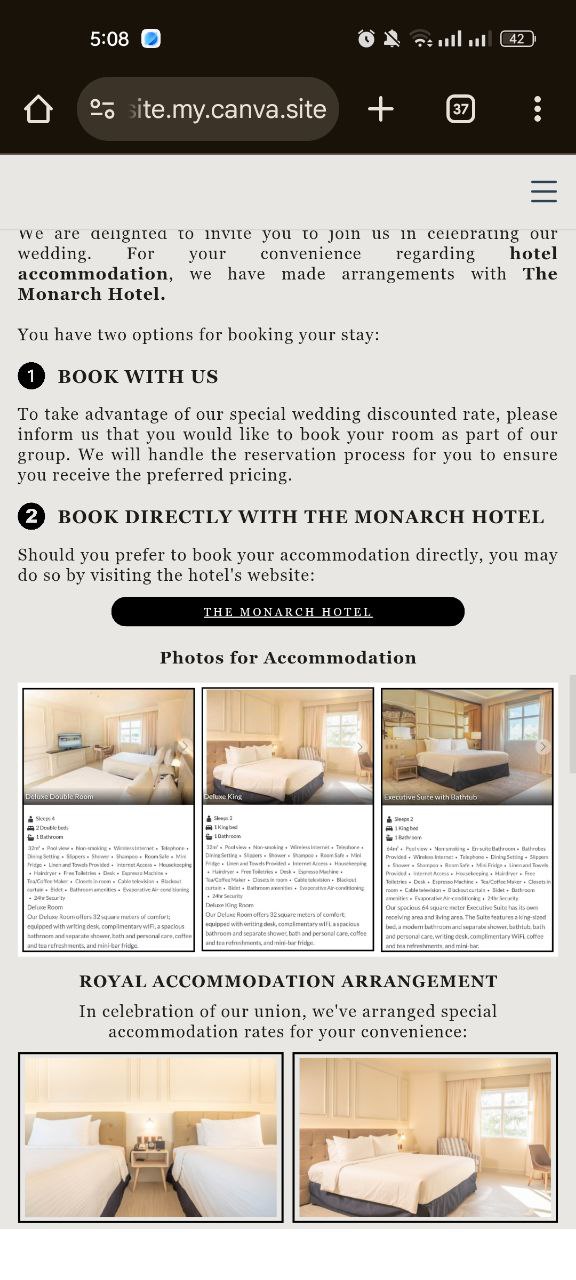 5:08
42
site.my.canva.site
37
We are delighted to invite you to join us in celebrating our
wedding. For your convenience regarding hotel
accommodation, we have made arrangements with The
Monarch Hotel.
You have two options for booking your stay:
1 BOOK WITH US
To take advantage of our special wedding discounted rate, please
inform us that you would like to book your room as part of our
group. We will handle the reservation process for you to ensure
you receive the preferred pricing.
2 BOOK DIRECTLY WITH THE MONARCH HOTEL
Should you prefer to book your accommodation directly, you may
do so by visiting the hotel's website:
THE MONARCH HOTEL
Photos for Accommodation
Deluxe Double Room
Sleeps 4
2 Double beds
1 Bathroom
32m² • Pool view • Non-smoking • Wireless Internet • Telephone •
Dining Setting • Slippers • Shower • Shampoo • Room Safe • Mini
Fridge • Linen and Towels Provided • Internet Access • Housekeeping
• Hairdryer • Free Toiletries • Desk • Espresso Machine •
Tea/Coffee Maker • Closets in room • Cable television • Blackout
curtain • Bidet • Bathroom amenities • Evaporative Air-conditioning
• 24hr Security
Deluxe Room
Our Deluxe Room offers 32 square meters of comfort;
equipped with writing desk, complimentary wifi, a spacious
bathroom and separate shower, bath and personal care, coffee
and tea refreshments, and mini-bar fridge.
Deluxe King
1 King bed
1 Bathroom
32m² • Pool view • Non-smoking • Wireless Internet • Telephone •
Dining Setting • Slippers • Shower • Shampoo • Room Safe • Mini
Fridge • Linen and Towels Provided • Internet Access • Housekeeping
• Hairdryer • Free Toiletries • Desk • Espresso Machine •
Tea/Coffee Maker • Closets in room • Cable television • Blackout
curtain • Bidet • Bathroom amenities • Evaporative Air-conditioning
• 24hr Security
Deluxe King Room
Our Deluxe Room offers 32 square meters of comfort;
equipped with writing desk, complimentary wifi, a spacious
bathroom and separate shower, bath and personal care, coffee
and tea refreshments, and mini-bar fridge.
Executive Suite with Bathtub
Sleeps 2
1 King bed
1 Bathroom
64m² • Pool view • Non-smoking • Ensuite Bathroom • Bathrobes
Provided • Wireless Internet • Telephone • Dining Setting • Slippers
• Shower • Shampoo • Room Safe • Mini Fridge • Linen and Towels
Provided • Internet Access • Housekeeping • Hairdryer • Free
Toiletries • Desk • Espresso Machine • Tea/Coffee Maker • Closets in
room • Cable television • Blackout curtain • Bidet • Bathroom
amenities • Evaporative Air-conditioning • 24hr Security
Our spacious 64 square meter Executive Suite has its own
receiving area and living area. The Suite features a king-sized
bed, a modern bathroom and separate shower, bathtub, bath
and personal care, writing desk, complimentary WiFi, coffee
and tea refreshments, and mini-bar.
ROYAL ACCOMMODATION ARRANGEMENT
In celebration of our union, we've arranged special
accommodation rates for your convenience: